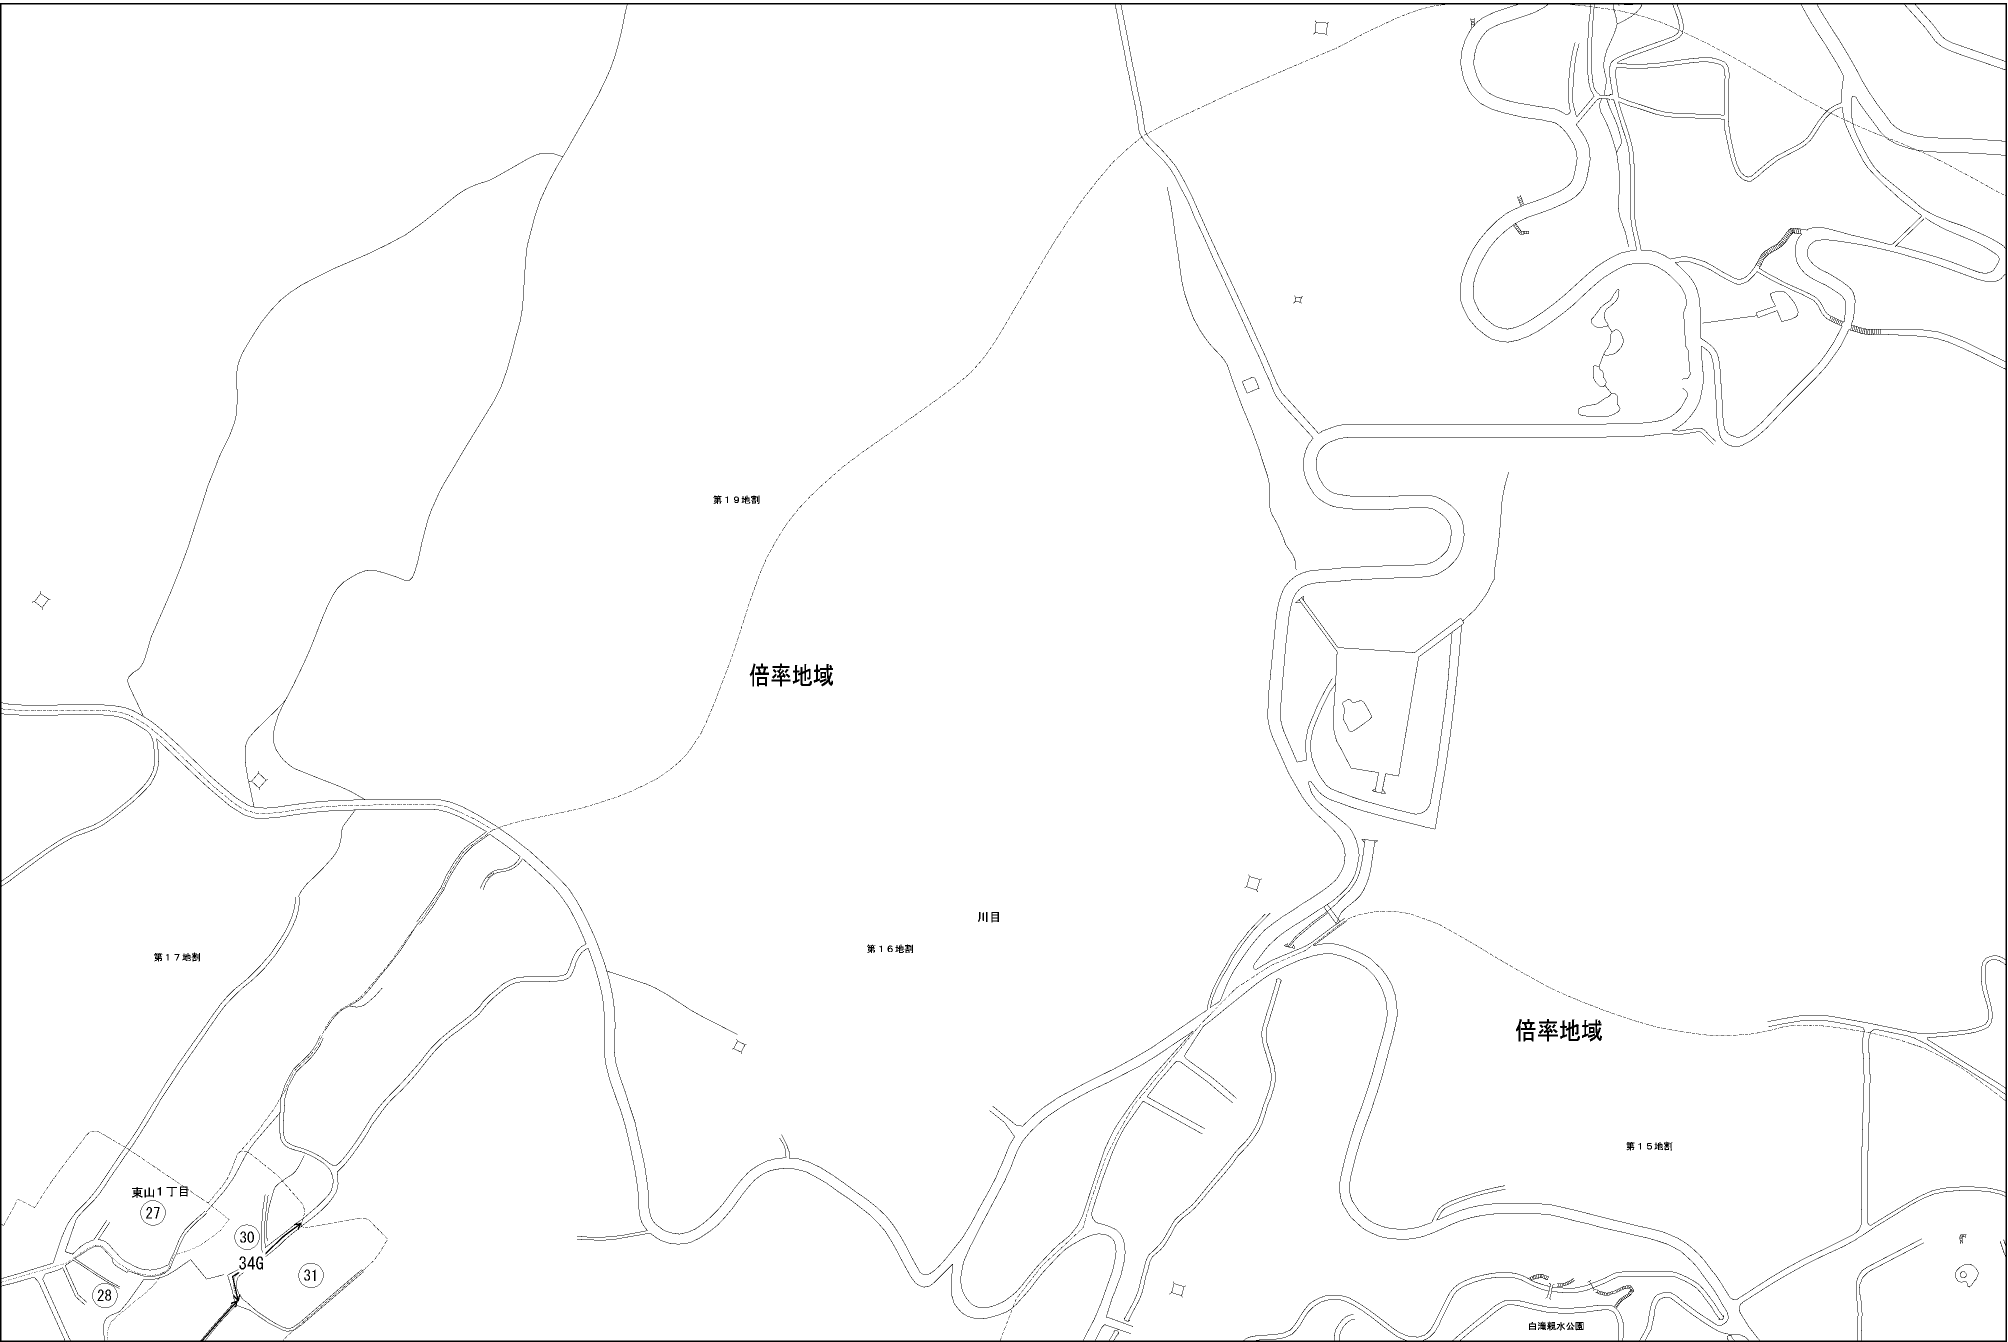 第１９地割
倍率地域
川目
第１６地割
第１７地割
倍率地域
第１５地割
東山１丁目
27
30
34G
31
28
白滝親水公園